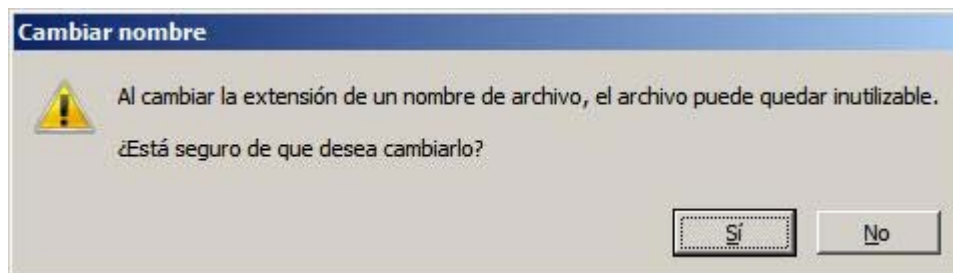 Cambiar nombre
Al cambiar la extensión de un nombre de archivo, el archivo puede quedar inutilizable.
¿Está seguro de que desea cambiarlo?
Sí
No